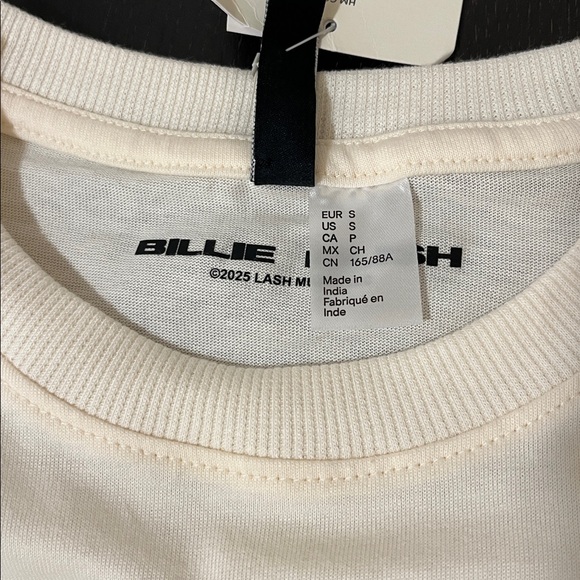 BILLIE
©2025 LASH
EUR S
US S
CA P
MX CH
CN 165/88A
Made in
India
Fabriqué en
Inde